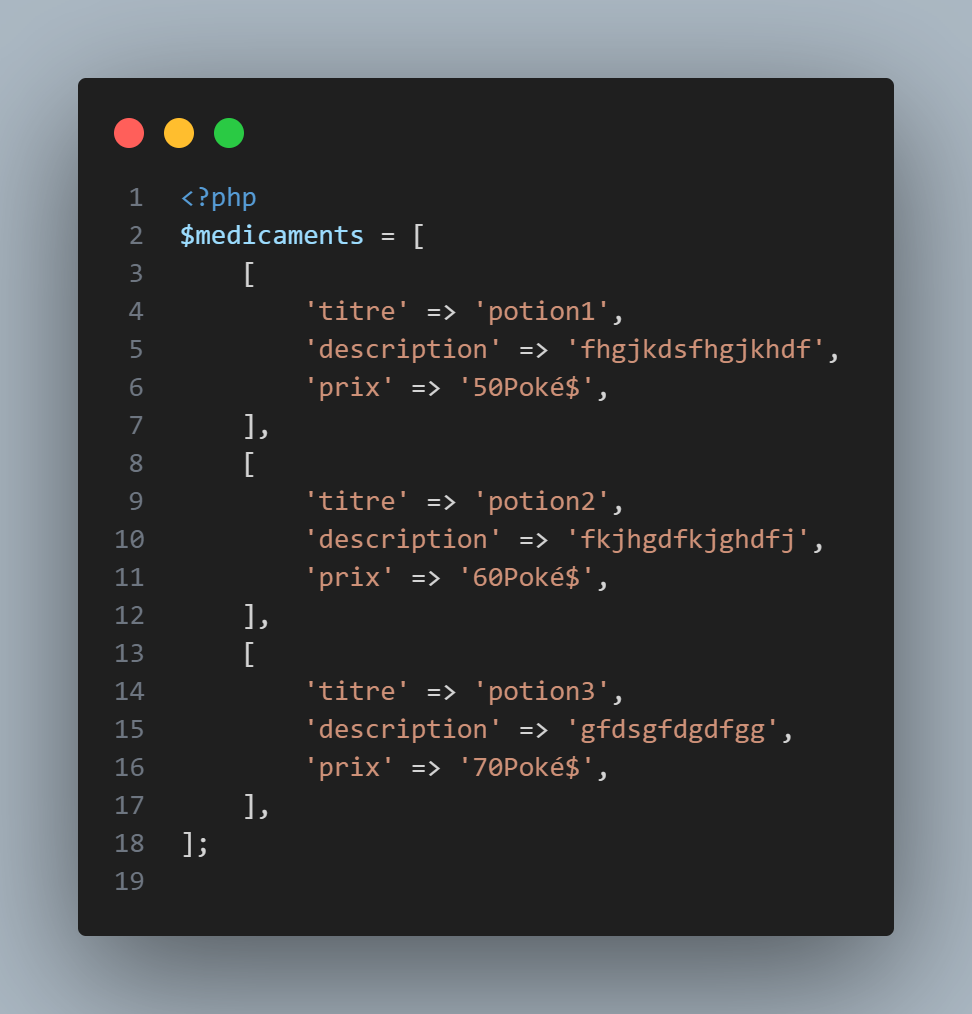 1 <?php
2 $medicaments = [
3     [
4         'titre' => 'potion1',
5         'description' => 'fhgjkdsfhgjkhdf',
6         'prix' => '50Poké$',
7     ],
8     [
9         'titre' => 'potion2',
10         'description' => 'fkjhgdfkjghdfj',
11         'prix' => '60Poké$',
12     ],
13     [
14         'titre' => 'potion3',
15         'description' => 'gfdsgfdgdfgg',
16         'prix' => '70Poké$',
17     ],
18 ];
19